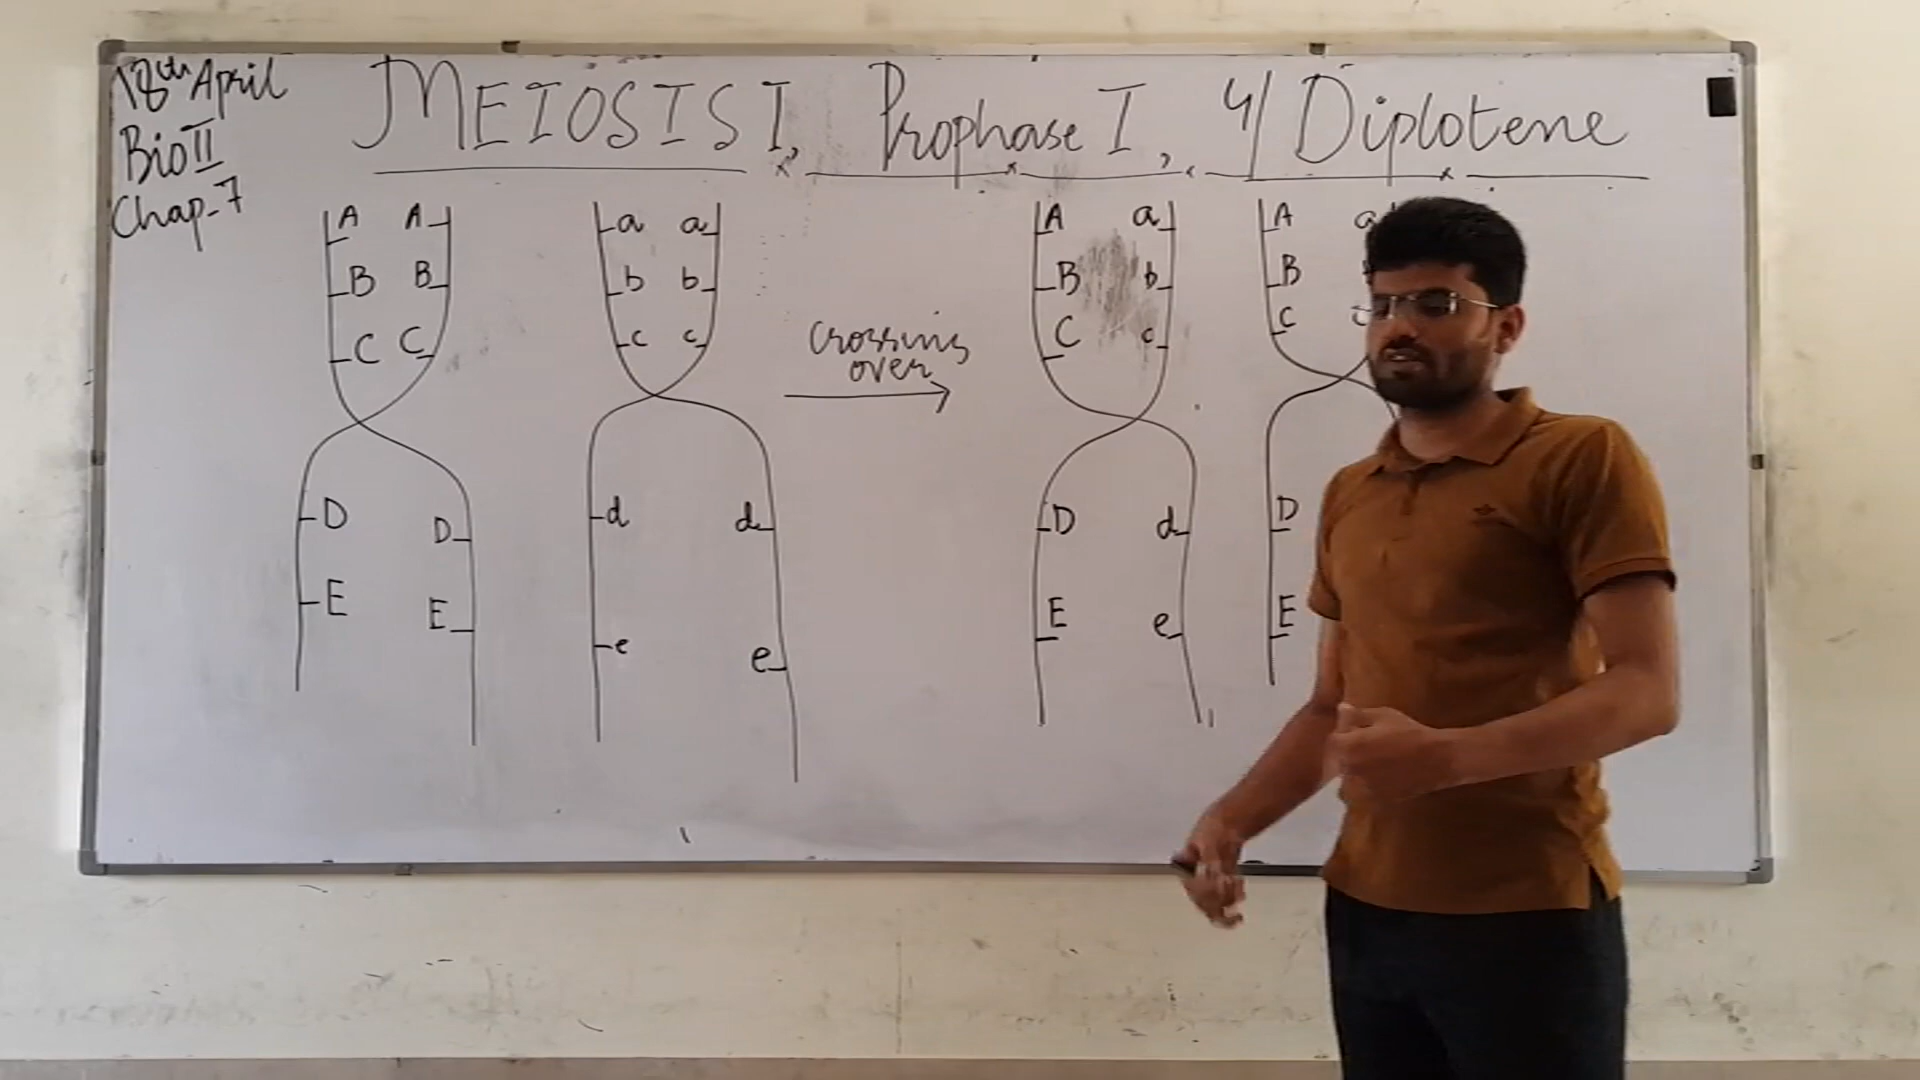 18th April
Bio II
Chap-7
MEIOSIS I, Prophase I, 4/ Diplotene
A A a a A a A a
B B b b B b B
C C c c C c C
crossing
over
D D d d D d D
E E e e E e E